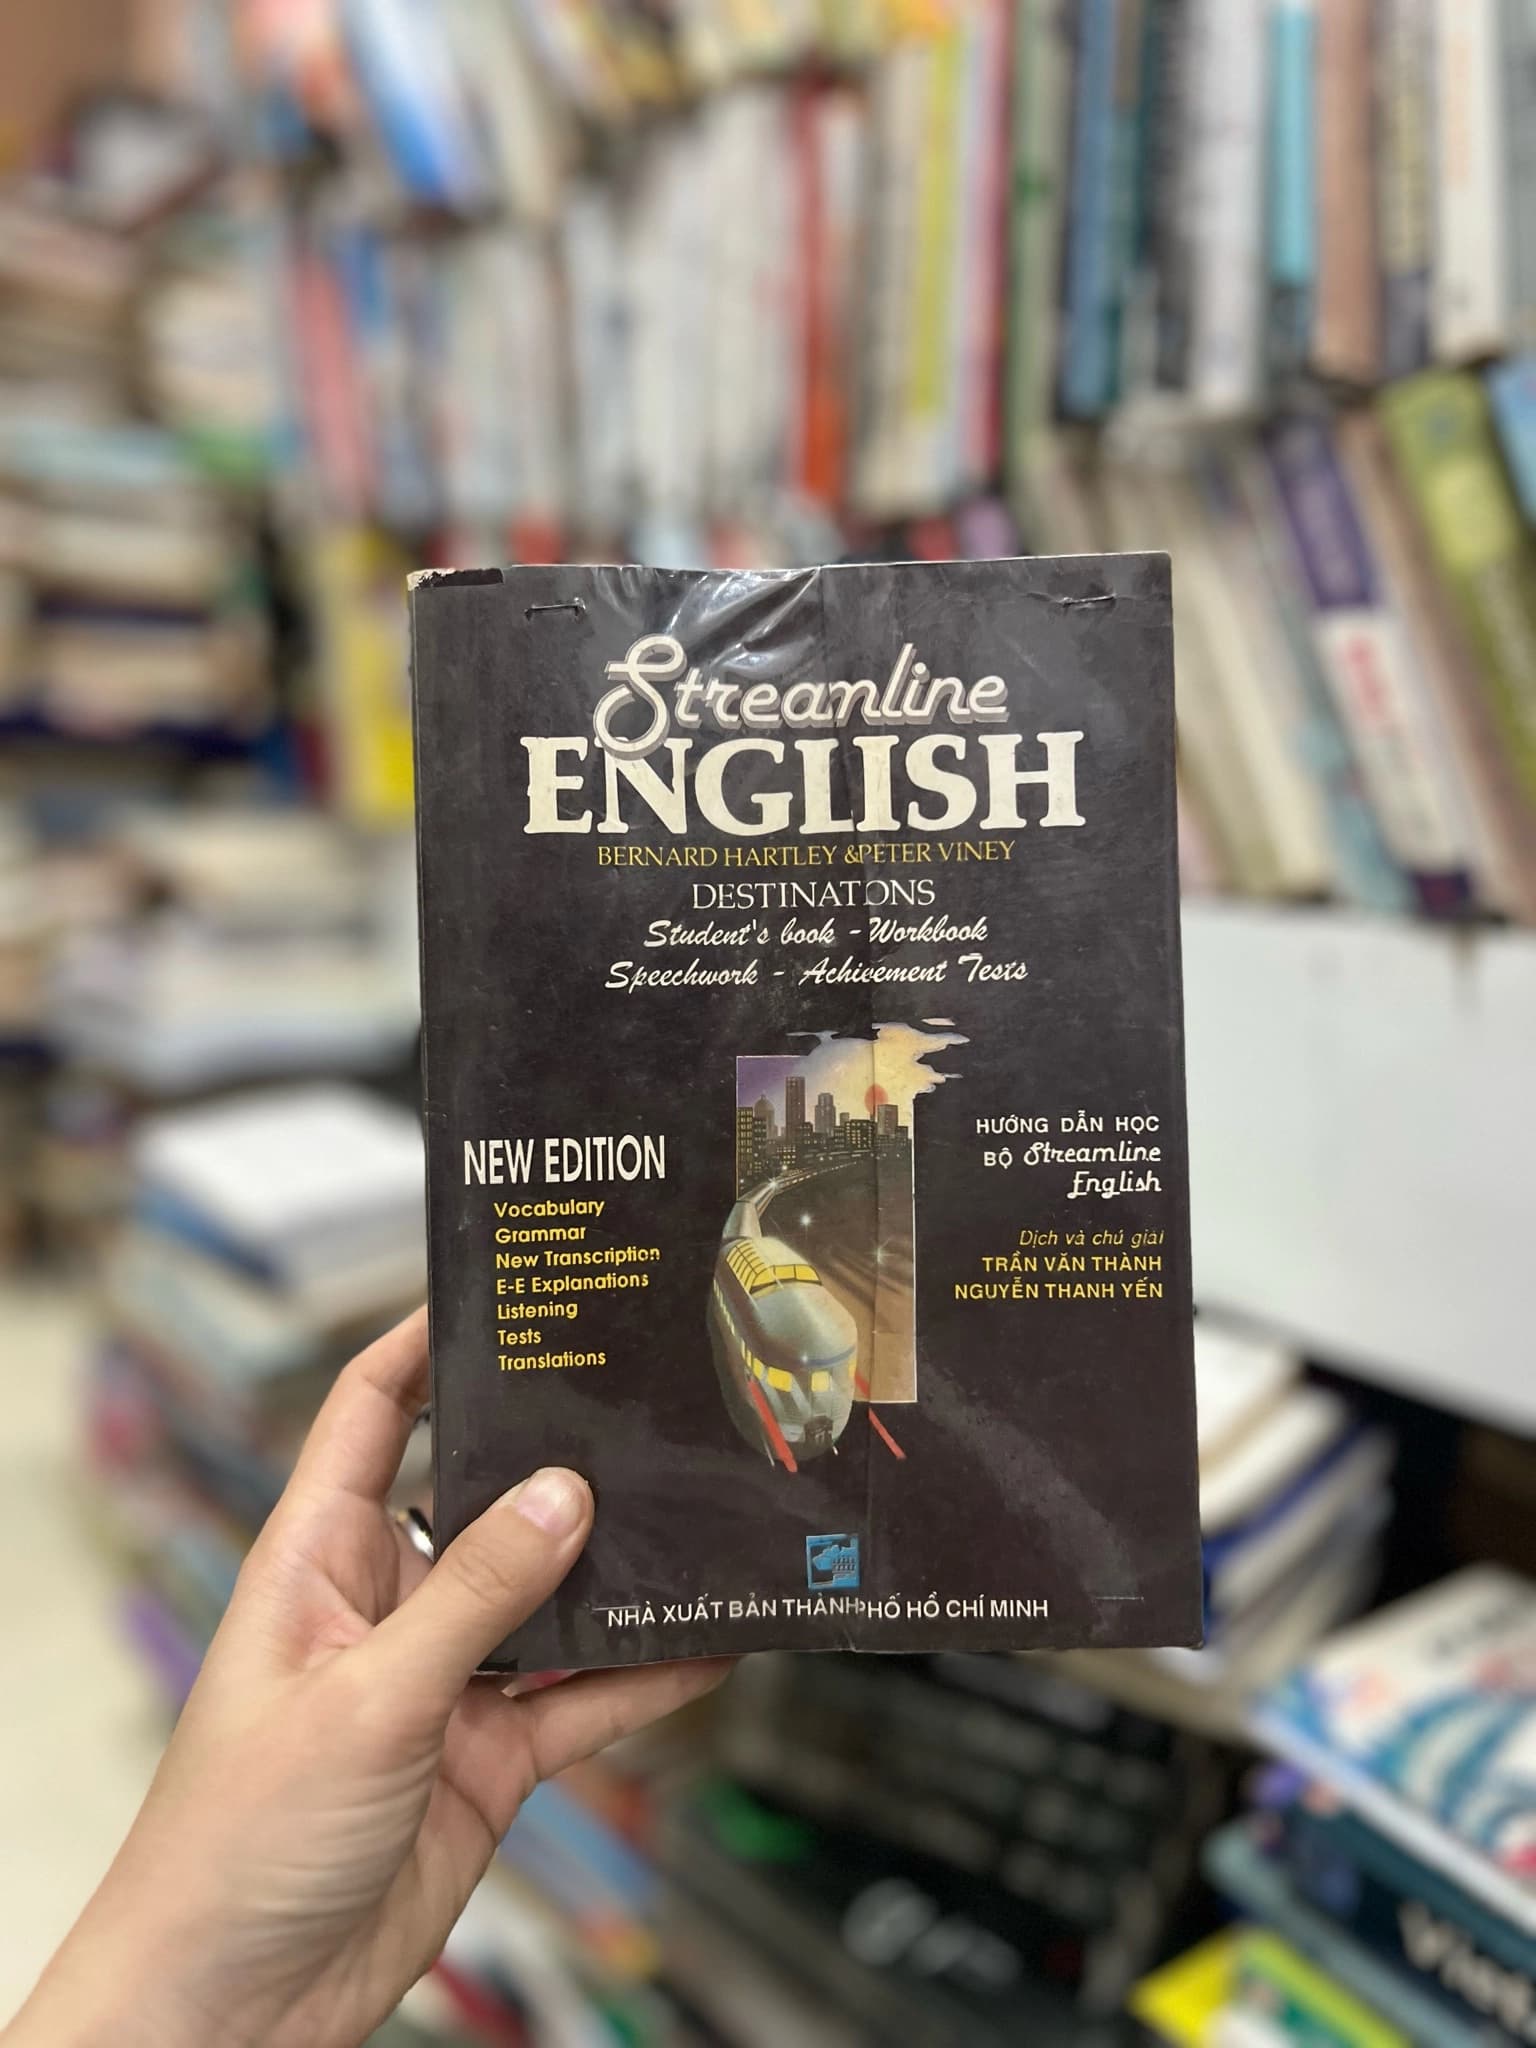 Streamline
ENGLISH
BERNARD HARTLEY & PETER VINEY
DESTINATONS
Student's book - Workbook
Speechwork - Achivement Tests
NEW EDITION
Vocabulary
Grammar
New Transcription
E-E Explanations
Listening
Tests
Translations
HƯỚNG DẪN HỌC
BỘ Streamline
English
Dịch và chú giải
TRẦN VĂN THÀNH
NGUYỄN THANH YẾN
NHÀ XUẤT BẢN THÀNH PHỐ HỒ CHÍ MINH